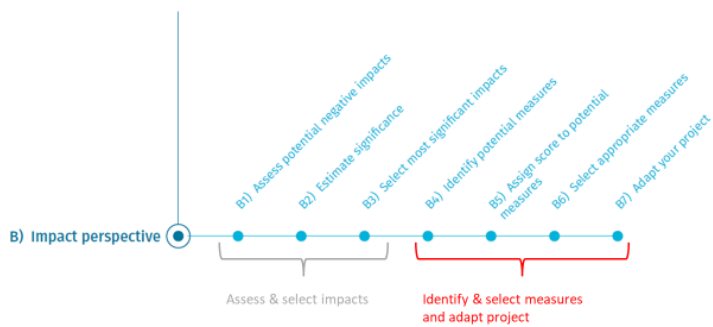 B1) Assess potential negative impacts
B2) Estimate significance
B3) Select most significant impacts
B4) Identify potential measures
B5) Assign score to potential
measures
B6) Select appropriate measures
B7) Adapt your project
B) Impact perspective
Assess & select impacts
Identify & select measures
and adapt project